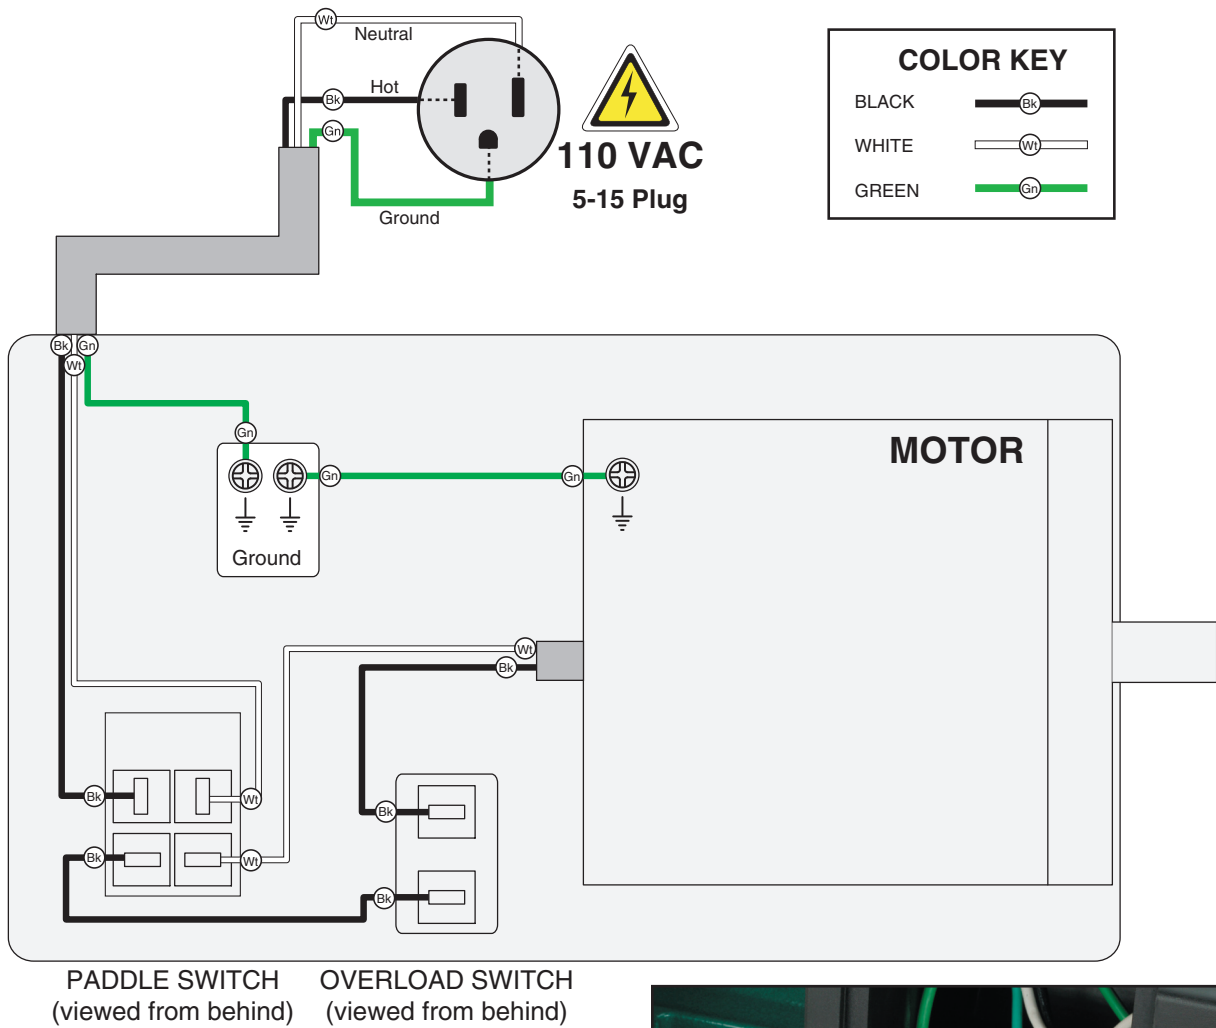 Wt
Neutral
Hot
Bk
Gn
Ground
110 VAC
5-15 Plug
COLOR KEY
BLACK Bk
WHITE Wt
GREEN Gn
Bk Gn
Wt
Gn
Gn
Gn
Ground
MOTOR
Wt
Bk
Bk
Wt
Bk
Bk
Wt
Bk
PADDLE SWITCH
(viewed from behind)
OVERLOAD SWITCH
(viewed from behind)